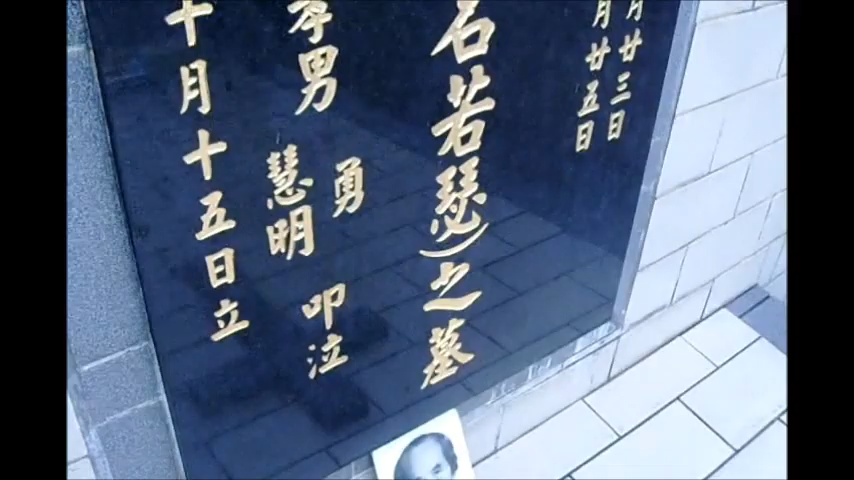 月廿三日
月廿五日
名若瑟之墓
勇
孝男
慧明
叩泣
十月十五日立